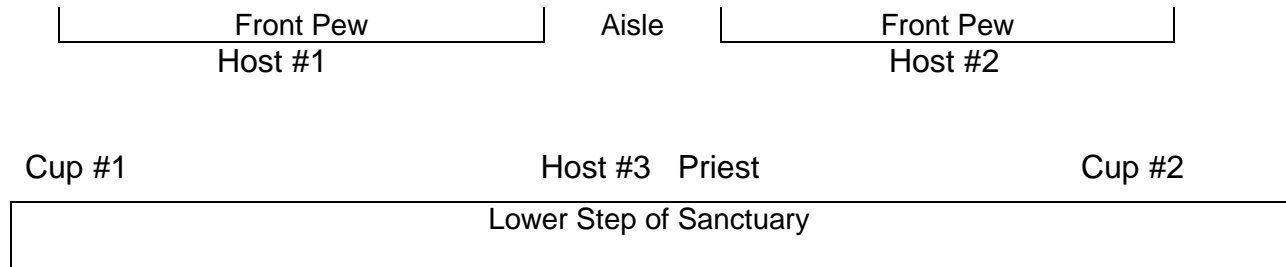 Front Pew Aisle Front Pew
Host #1 Host #2
Cup #1 Host #3 Priest Cup #2
Lower Step of Sanctuary